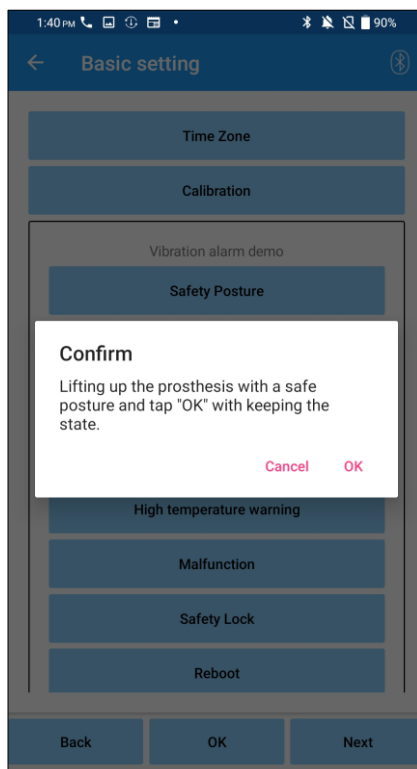 1:40 PM 90%
Basic setting
Time Zone
Calibration
Vibration alarm demo
Safety Posture
Confirm
Lifting up the prosthesis with a safe
posture and tap "OK" with keeping the
state.
Cancel OK
High temperature warning
Malfunction
Safety Lock
Reboot
Back OK Next